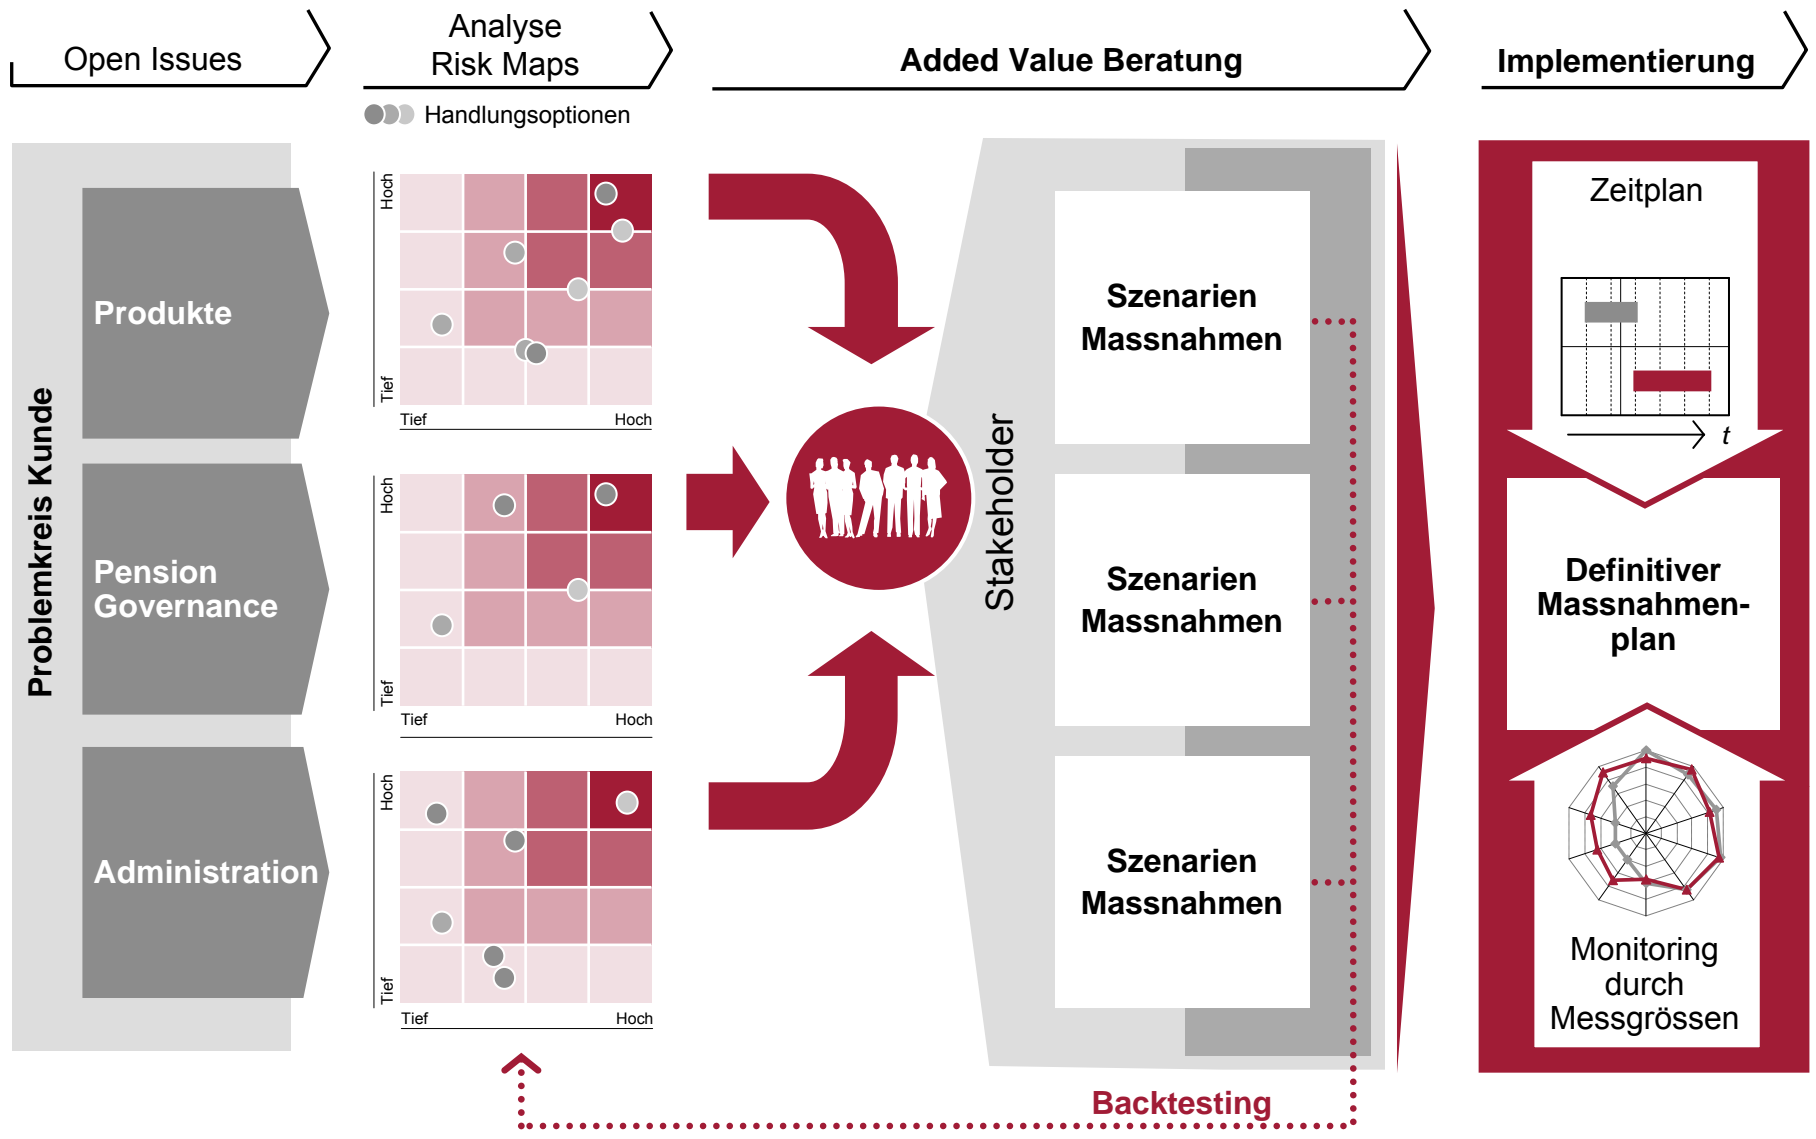 Open Issues
Analyse
Risk Maps
Added Value Beratung
Implementierung
Handlungsoptionen
Problemkreis Kunde
Produkte
Pension
Governance
Administration
Hoch
Tief
Tief
Hoch
Hoch
Tief
Tief
Hoch
Hoch
Tief
Tief
Hoch
Stakeholder
Szenarien
Massnahmen
Szenarien
Massnahmen
Szenarien
Massnahmen
Backtesting
Zeitplan
t
Definitiver
Massnahmen-
plan
Monitoring
durch
Messgrössen